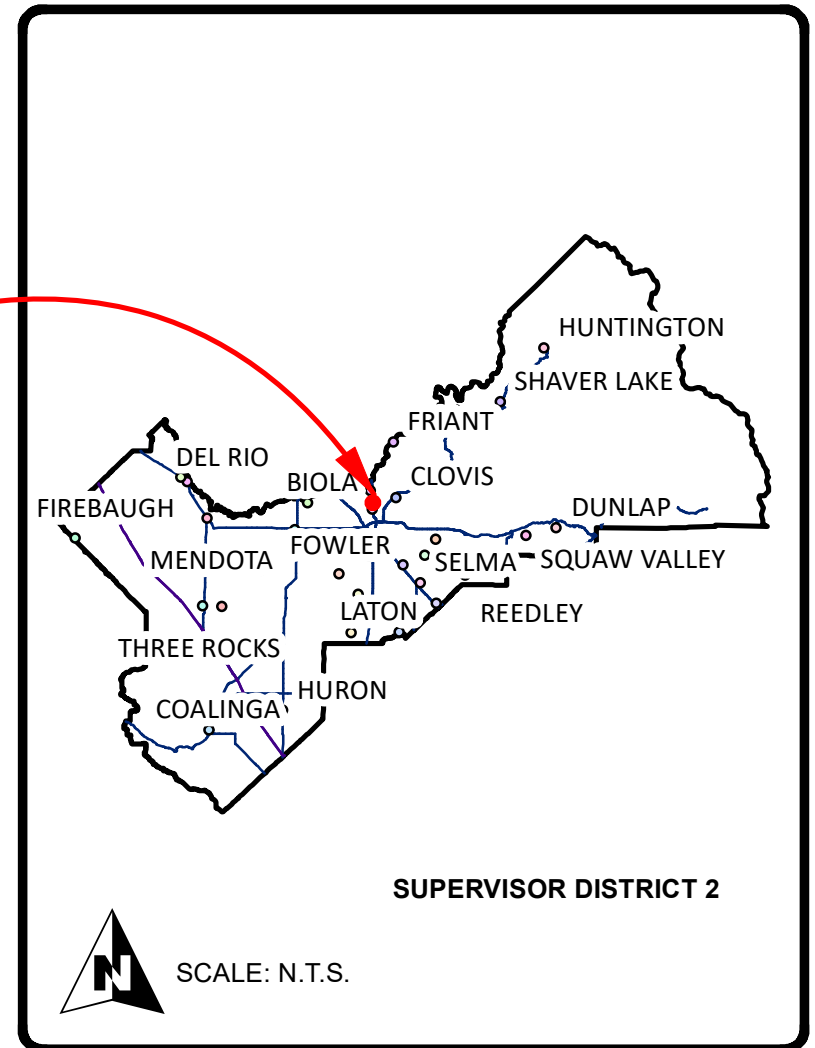 HUNTINGTON
SHAVER LAKE
FRIANT
DEL RIO
CLOVIS
BIOLA
FIREBAUGH
DUNLAP
FOWLER
MENDOTA
SELMA
SQUAW VALLEY
LATON
REEDLEY
THREE ROCKS
HURON
COALINGA
SUPERVISOR DISTRICT 2
N
SCALE: N.T.S.